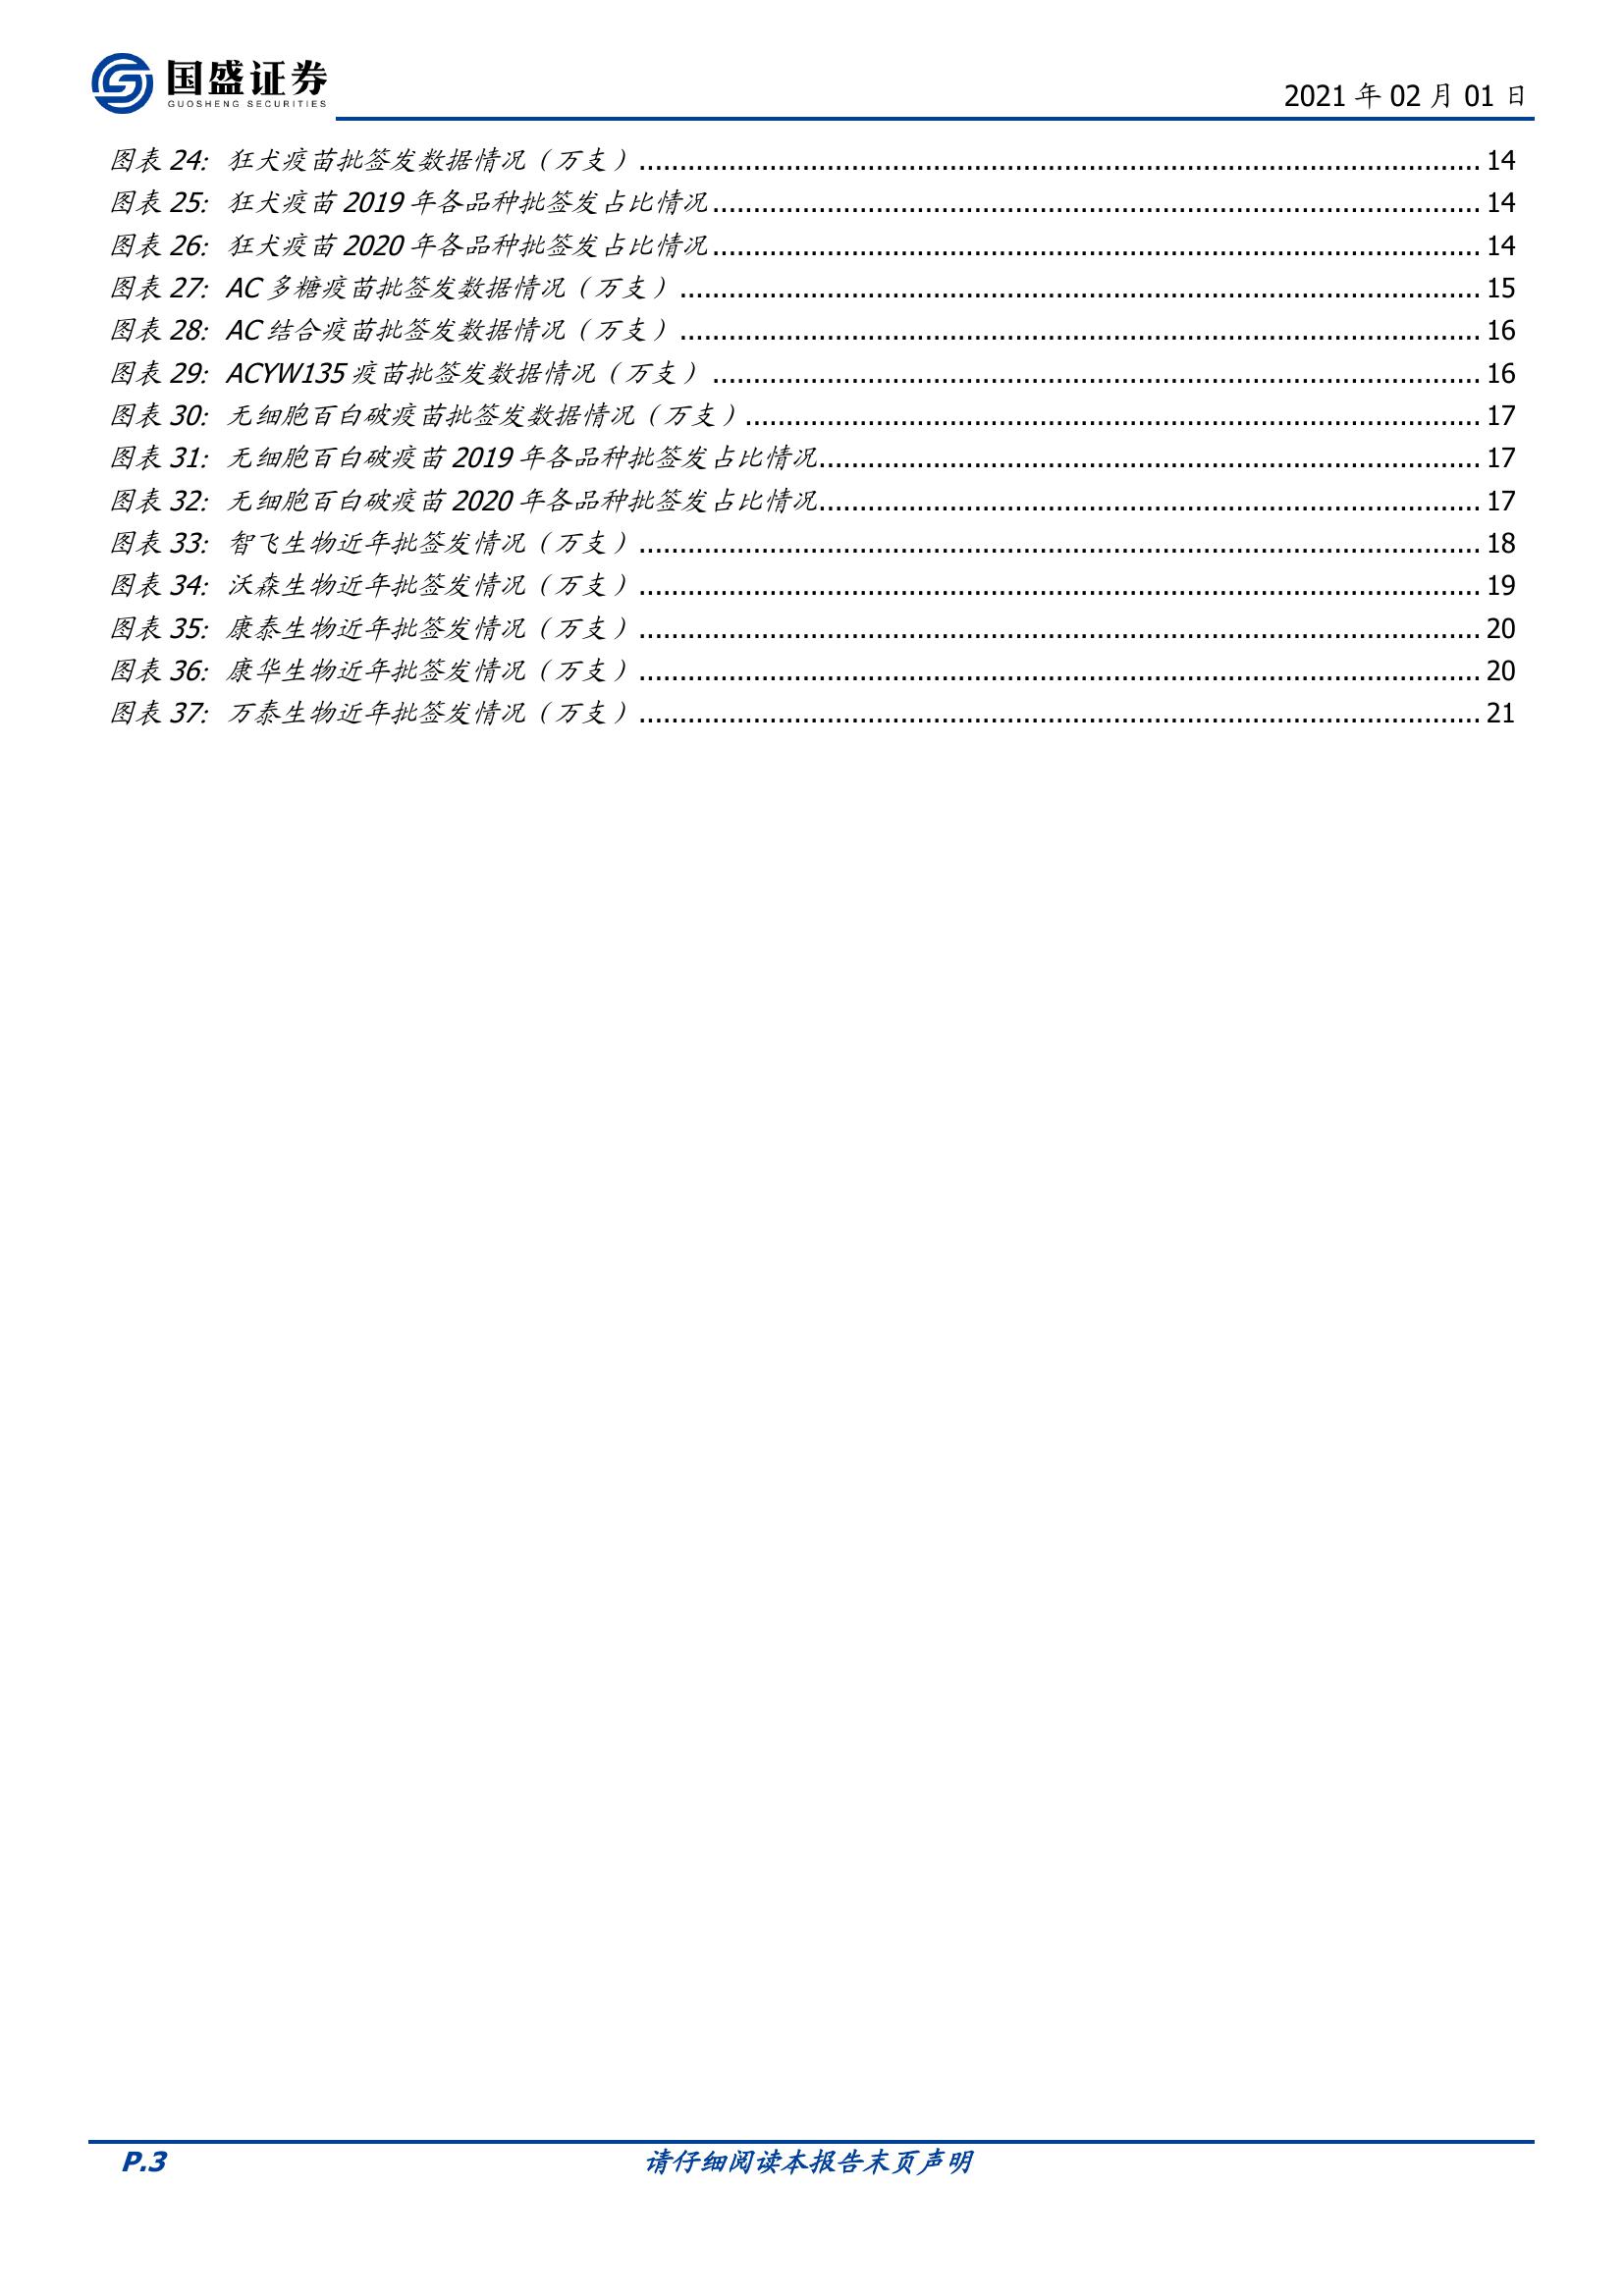 国盛证券
GUOSHENG SECURITIES
2021 年 02 月 01 日
图表 24: 狂犬疫苗批签发数据情况（万支）.......... 14
图表 25: 狂犬疫苗 2019 年各品种批签发占比情况.......... 14
图表 26: 狂犬疫苗 2020 年各品种批签发占比情况.......... 14
图表 27: AC 多糖疫苗批签发数据情况（万支）.......... 15
图表 28: AC 结合疫苗批签发数据情况（万支）.......... 16
图表 29: ACYW135 疫苗批签发数据情况（万支）.......... 16
图表 30: 无细胞百白破疫苗批签发数据情况（万支）.......... 17
图表 31: 无细胞百白破疫苗 2019 年各品种批签发占比情况.......... 17
图表 32: 无细胞百白破疫苗 2020 年各品种批签发占比情况.......... 17
图表 33: 智飞生物近年批签发情况（万支）.......... 18
图表 34: 沃森生物近年批签发情况（万支）.......... 19
图表 35: 康泰生物近年批签发情况（万支）.......... 20
图表 36: 康华生物近年批签发情况（万支）.......... 20
图表 37: 万泰生物近年批签发情况（万支）.......... 21
P.3
请仔细阅读本报告末页声明